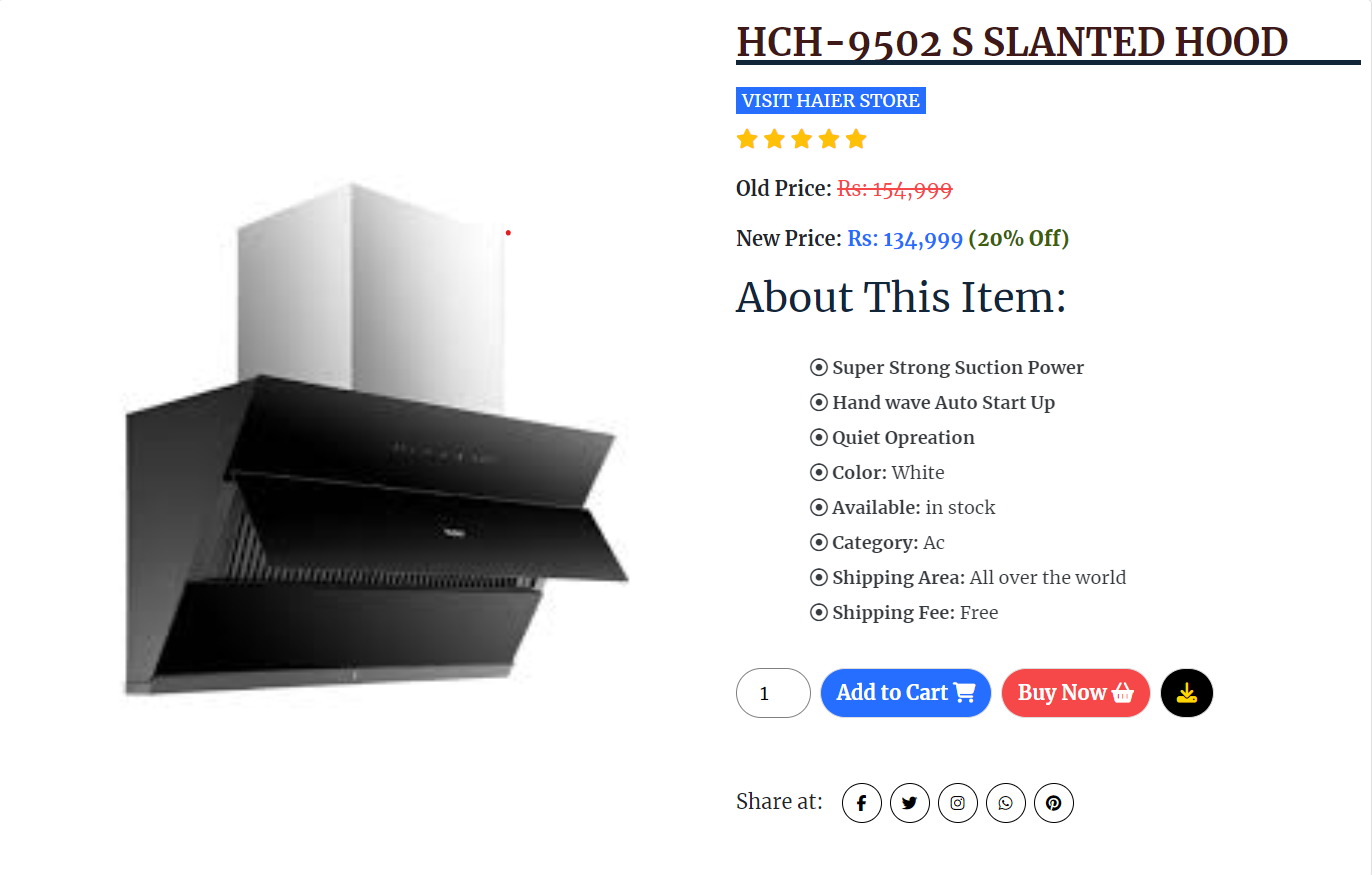 HCH-9502 S SLANTED HOOD
VISIT HAIER STORE
Old Price: Rs: 154,999
New Price: Rs: 134,999 (20% Off)
About This Item:
Super Strong Suction Power
Hand wave Auto Start Up
Quiet Opreation
Color: White
Available: in stock
Category: Ac
Shipping Area: All over the world
Shipping Fee: Free
1 Add to Cart Buy Now
Share at: